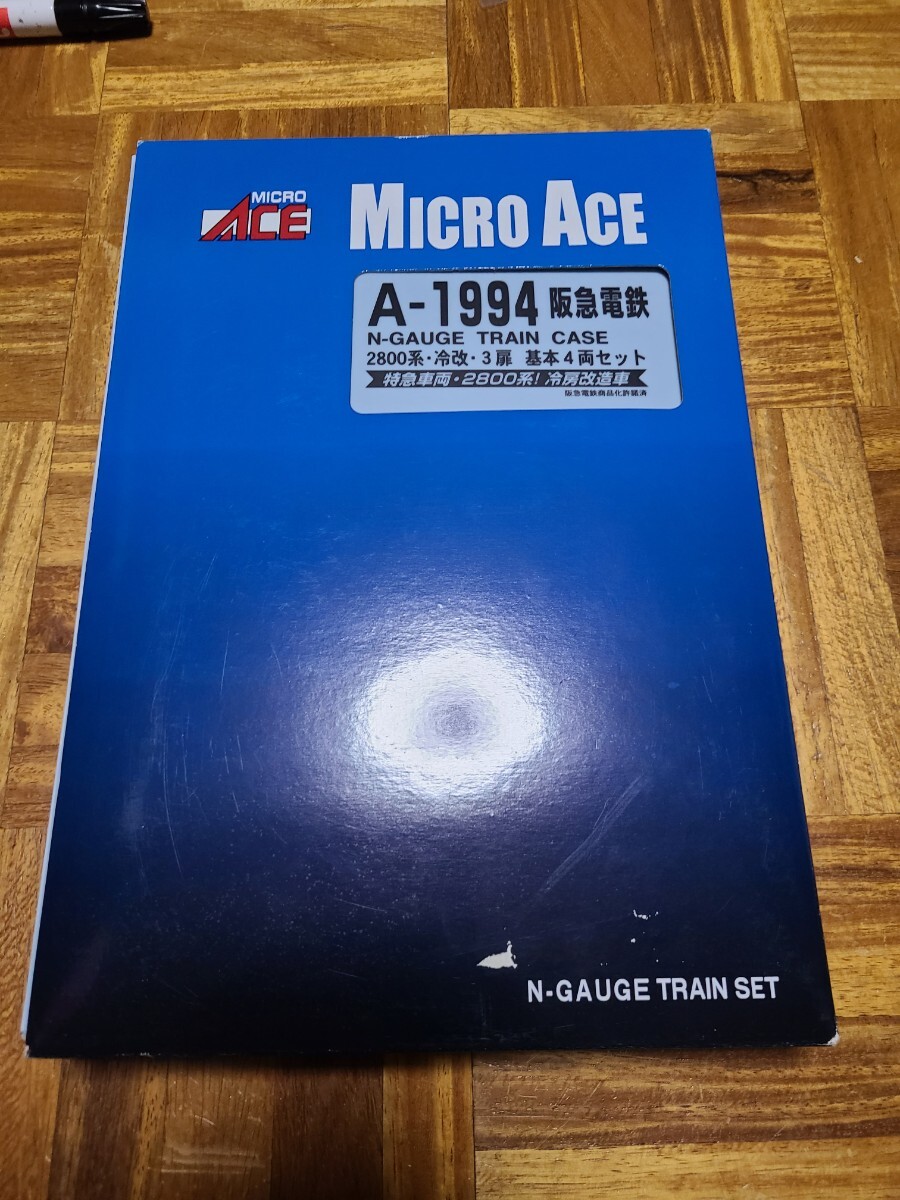 MICRO
ACE
MICRO ACE
A-1994 阪急電鉄
N-GAUGE TRAIN CASE
2800系・冷改・3扉 基本4両セット
特急車両・2800系!冷房改造車
阪急電鉄商品化許諾済
N-GAUGE TRAIN SET